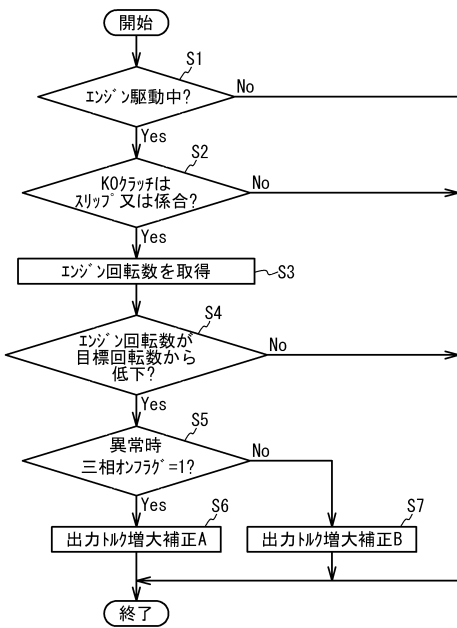 開始
S1
エンジン駆動中?
No
Yes
S2
K0クラッチは
スリップ又は係合?
No
Yes
エンジン回転数を取得
S3
S4
エンジン回転数が
目標回転数から
低下?
No
Yes
S5
異常時
三相オンフラグ=1?
No
Yes
S6
出力トルク増大補正A
S7
出力トルク増大補正B
終了